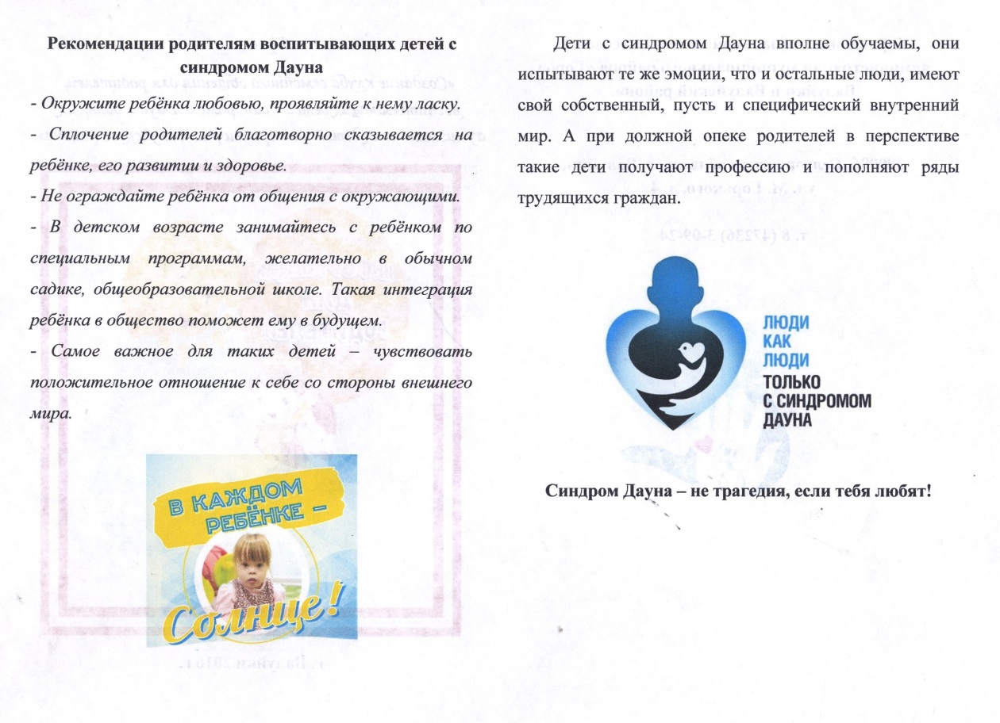 Рекомендации родителям воспитывающих детей с
синдромом Дауна
- Окружите ребёнка любовью, проявляйте к нему ласку.
- Сплочение родителей благотворно сказывается на
ребёнке, его развитии и здоровье.
- Не ограждайте ребёнка от общения с окружающими.
- В детском возрасте занимайтесь с ребёнком по
специальным программам, желательно в обычном
садике, общеобразовательной школе. Такая интеграция
ребёнка в общество поможет ему в будущем.
- Самое важное для таких детей – чувствовать
положительное отношение к себе со стороны внешнего
мира.
В КАЖДОМ
РЕБЁНКЕ –
Солнце!
Дети с синдромом Дауна вполне обучаемы, они
испытывают те же эмоции, что и остальные люди, имеют
свой собственный, пусть и специфический внутренний
мир. А при должной опеке родителей в перспективе
такие дети получают профессию и пополняют ряды
трудящихся граждан.
ЛЮДИ
КАК
ЛЮДИ
ТОЛЬКО
С СИНДРОМОМ
ДАУНА
Синдром Дауна – не трагедия, если тебя любят!